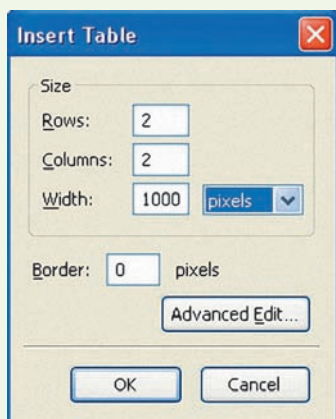 Insert Table
Size
Rows: 2
Columns: 2
Width: 1000 pixels
Border: 0 pixels
Advanced Edit...
OK Cancel